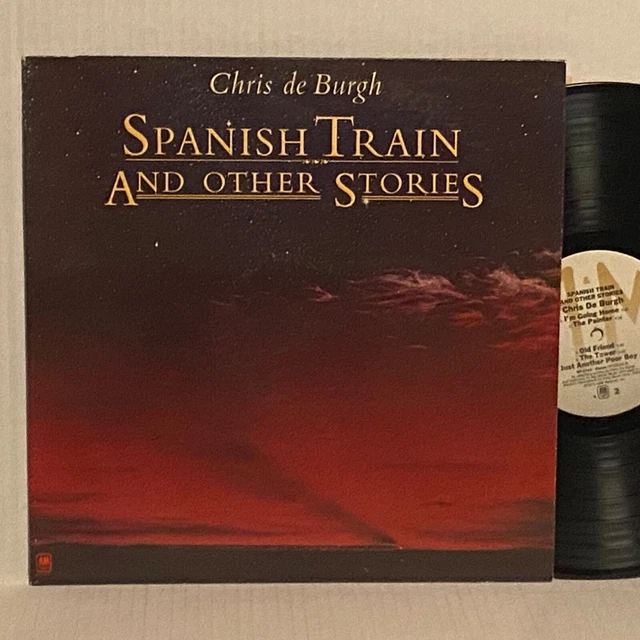 Chris de Burgh
SPANISH TRAIN
AND OTHER STORIES
SPANISH TRAIN
AND OTHER STORIES
Chris De Burgh
I'm Going Home
The Painter
Old Friend
The Tower
Just Another Poor Boy
2